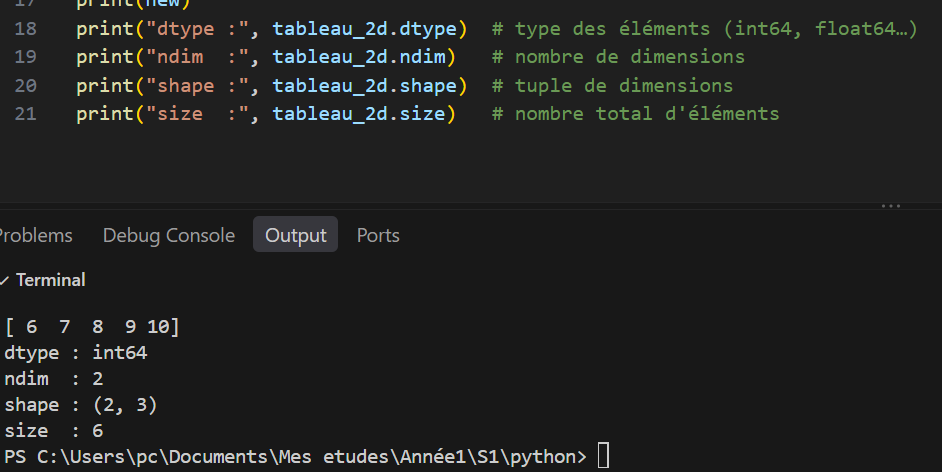 17 print(new)
18 print("dtype :", tableau_2d.dtype)  # type des éléments (int64, float64…)
19 print("ndim  :", tableau_2d.ndim)   # nombre de dimensions
20 print("shape :", tableau_2d.shape)  # tuple de dimensions
21 print("size  :", tableau_2d.size)   # nombre total d'éléments
Problems Debug Console Output Ports
Terminal
[ 6  7  8  9 10]
dtype : int64
ndim  : 2
shape : (2, 3)
size  : 6
PS C:\Users\pc\Documents\Mes etudes\Année1\S1\python>